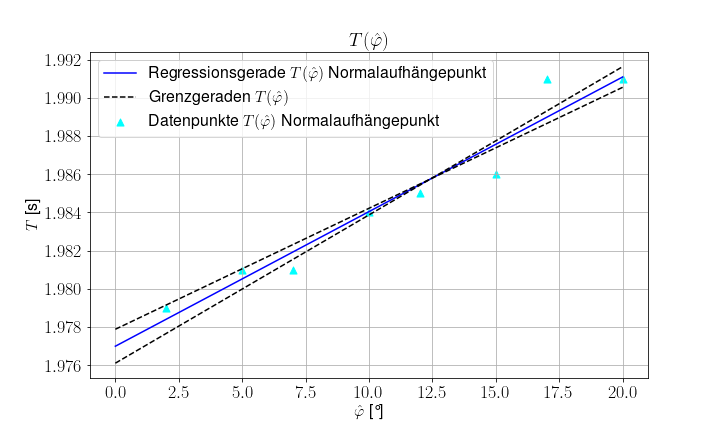 T(φ̂)
1.992
1.990
1.988
1.986
1.984
1.982
1.980
1.978
1.976
T [s]
Regressionsgerade T(φ̂) Normalaufhängepunkt
Grenzgeraden T(φ̂)
Datenpunkte T(φ̂) Normalaufhängepunkt
0.0 2.5 5.0 7.5 10.0 12.5 15.0 17.5 20.0
φ̂ [°]